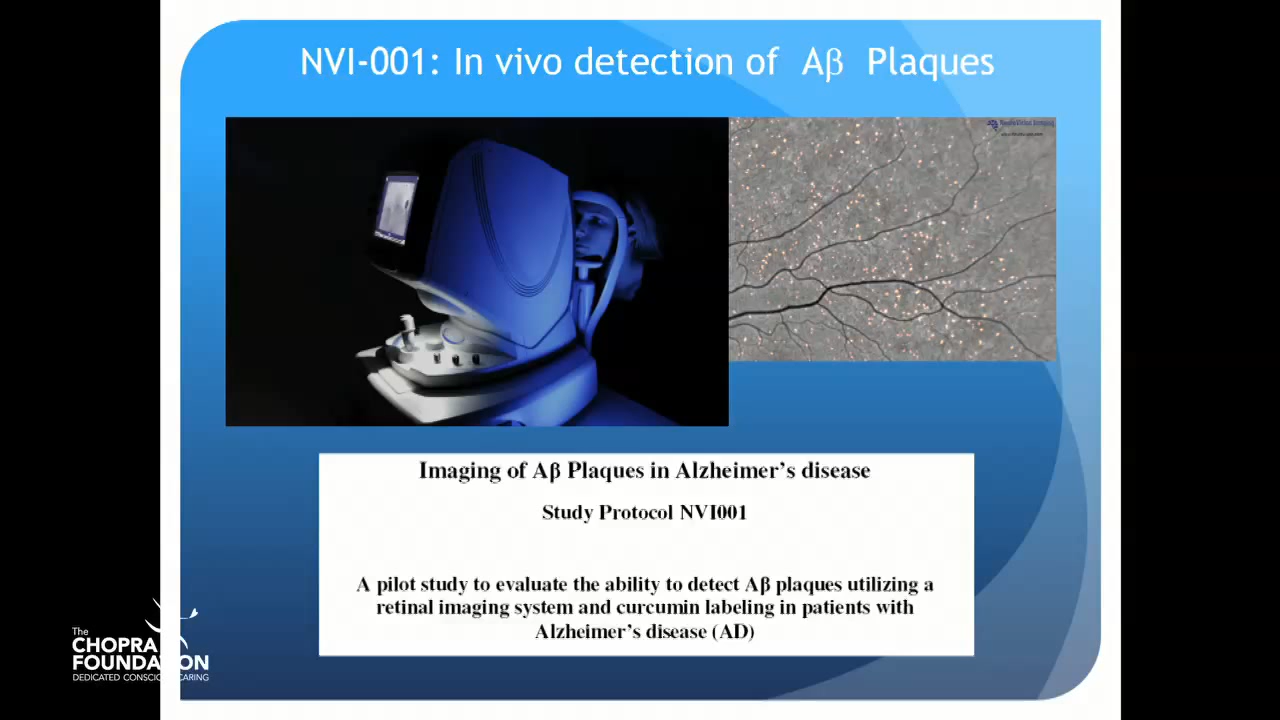 NVI-001: In vivo detection of Aβ Plaques
Imaging of Aβ Plaques in Alzheimer's disease
Study Protocol NVI001
A pilot study to evaluate the ability to detect Aβ plaques utilizing a
retinal imaging system and curcumin labeling in patients with
Alzheimer's disease (AD)
The
CHOPRA
FOUNDATION
DEDICATED CARING